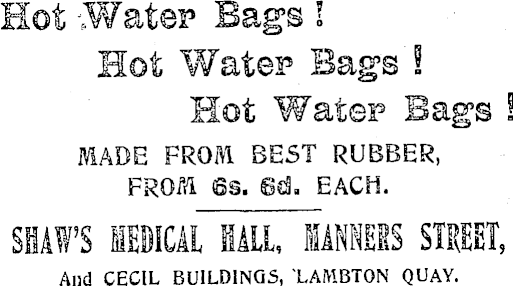 Hot Water Bags!
Hot Water Bags!
Hot Water Bags!
MADE FROM BEST RUBBER,
FROM 6s. 6d. EACH.
SHAW'S MEDICAL HALL, MANNERS STREET,
And CECIL BUILDINGS, LAMBTON QUAY.